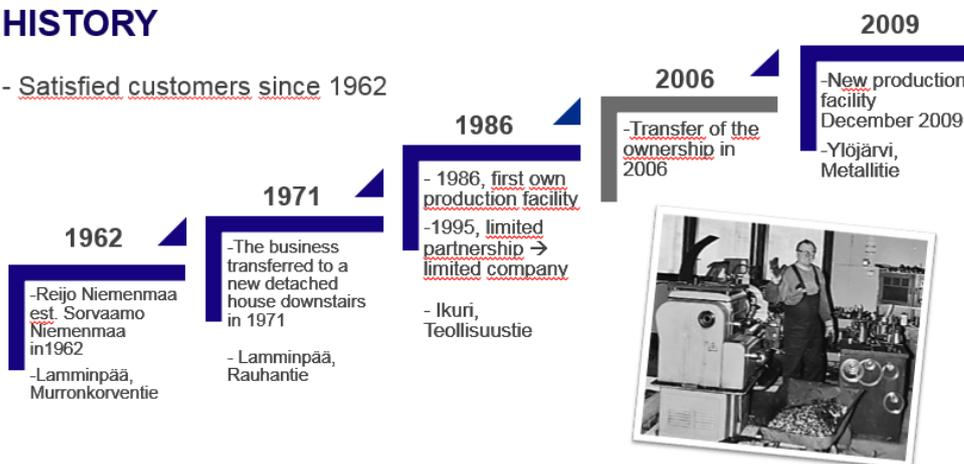 HISTORY
- Satisfied customers since 1962
1962
-Reijo Niemenmaa
est. Sorvaamo
Niemenmaa
in1962
-Lamminpää,
Murronkorventie
1971
-The business
transferred to a
new detached
house downstairs
in 1971
- Lamminpää,
Rauhantie
1986
- 1986, first own
production facility
-1995, limited
partnership →
limited company
- Ikuri,
Teollisuustie
2006
-Transfer of the
ownership in
2006
2009
-New production
facility
December 2009
-Ylöjärvi,
Metallitie